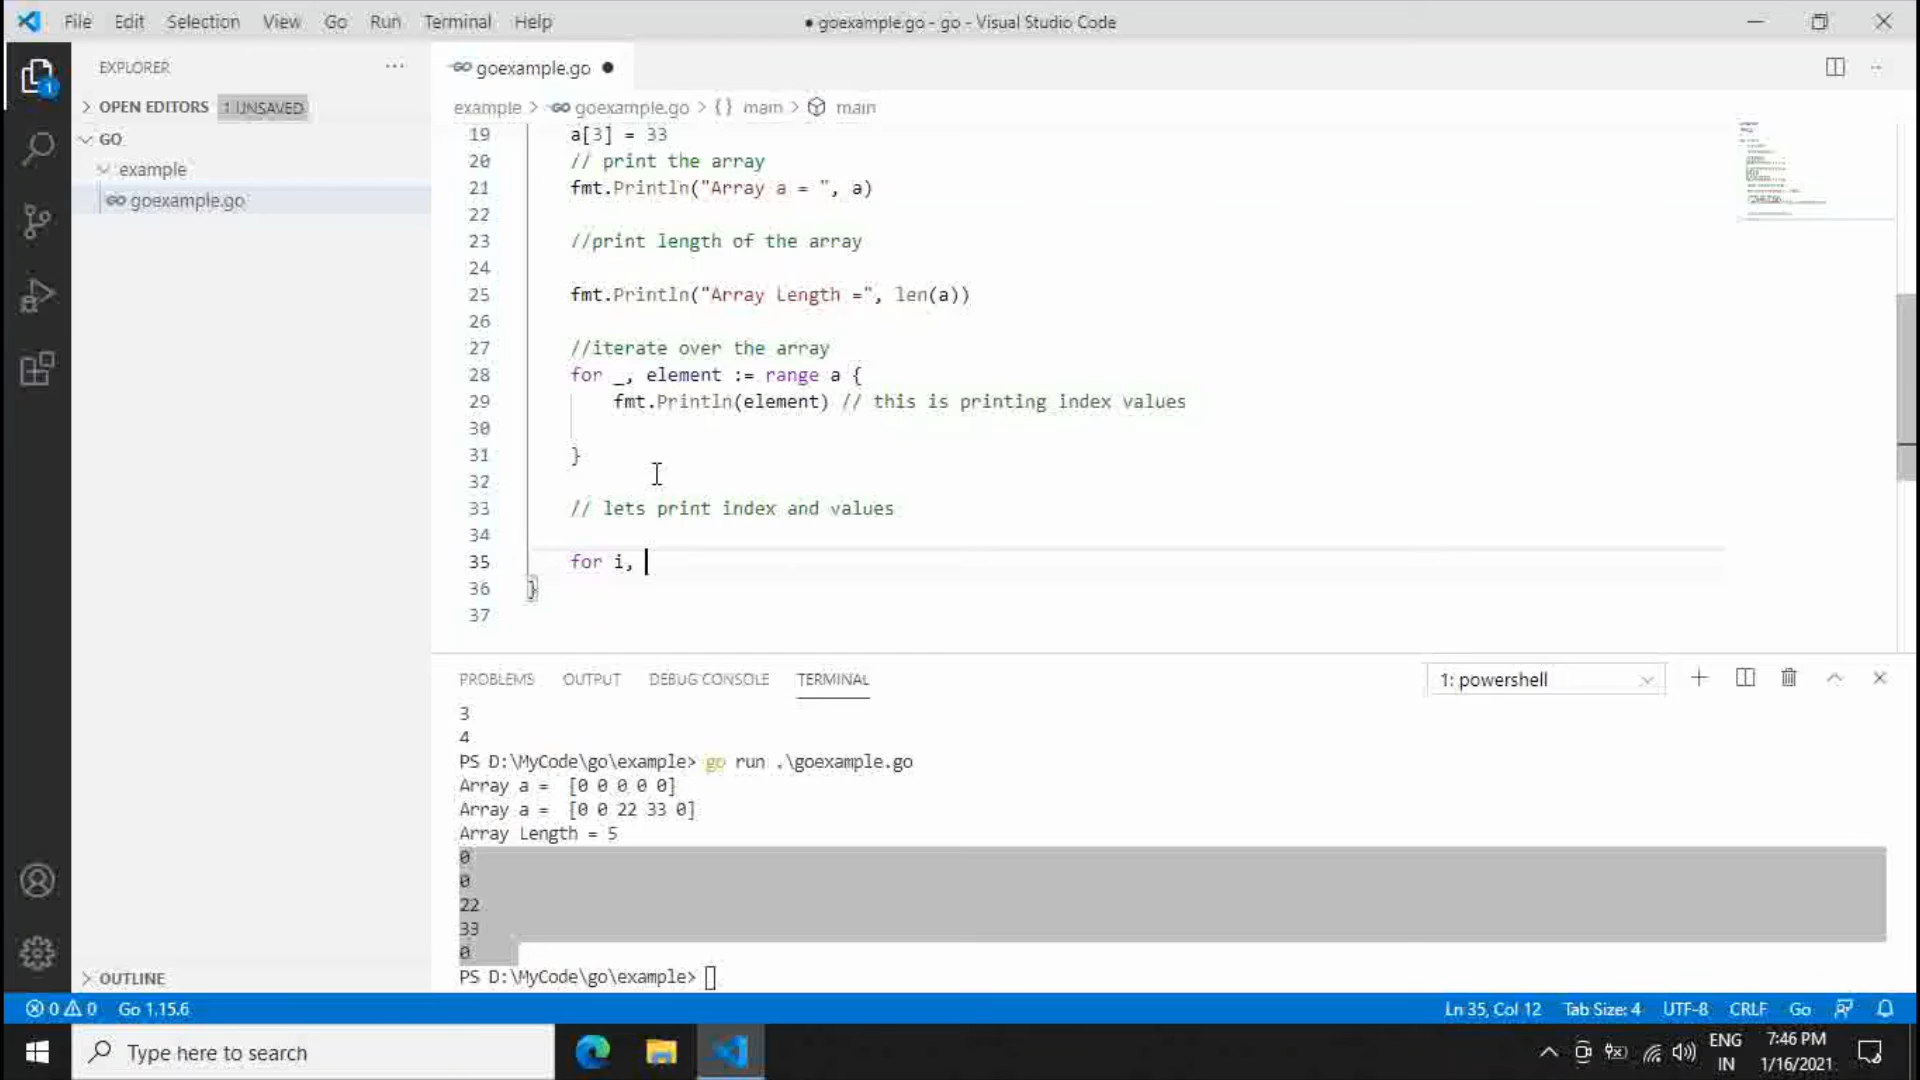 File Edit Selection View Go Run Terminal Help
● goexample.go - go - Visual Studio Code
EXPLORER
OPEN EDITORS 1 UNSAVED
GO
example
goexample.go
1
OUTLINE
goexample.go ●
example > goexample.go > {} main > main
19 a[3] = 33
20 // print the array
21 fmt.Println("Array a = ", a)
22
23 //print length of the array
24
25 fmt.Println("Array Length =", len(a))
26
27 //iterate over the array
28 for _, element := range a {
29 fmt.Println(element) // this is printing index values
30
31 }
32
33 // lets print index and values
34
35 for i,
36 }
37
PROBLEMS OUTPUT DEBUG CONSOLE TERMINAL
1: powershell
3
4
PS D:\MyCode\go\example> go run .\goexample.go
Array a =  [0 0 0 0 0]
Array a =  [0 0 22 33 0]
Array Length = 5
0
0
22
33
0
PS D:\MyCode\go\example>
0 0 Go 1.15.6
Ln 35, Col 12 Tab Size: 4 UTF-8 CRLF Go
Type here to search
ENG
IN
7:46 PM
1/16/2021